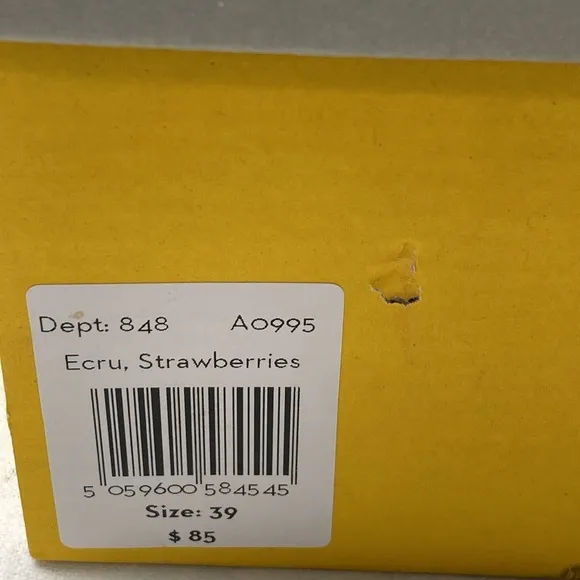 Dept: 848 A0995
Ecru, Strawberries
5 059600 584545
Size: 39
$ 85